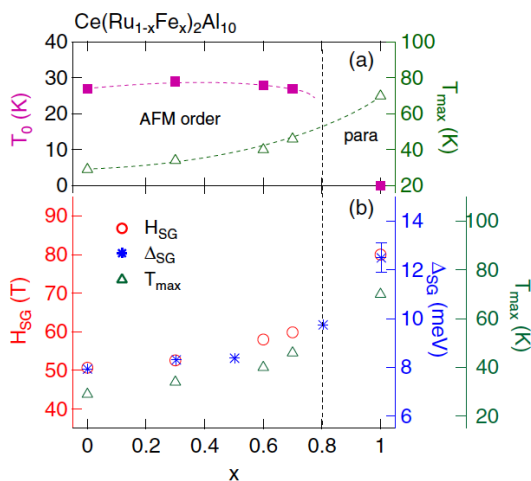 Ce(Ru1-xFex)2Al10
40
30
20
10
0
T0 (K)
(a)
AFM order
para
100
80
60
40
20
Tmax (K)
90
80
70
60
50
40
HSG (T)
(b)
HSG
ΔSG
Tmax
14
12
10
8
6
ΔSG (meV)
100
80
60
40
20
Tmax (K)
0
0.2
0.4
0.6
0.8
1
x